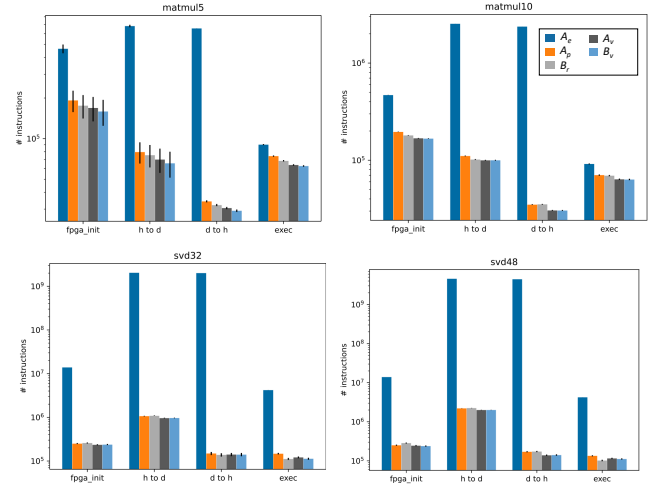 matmul5
# instructions
10^5
fpga_init h to d d to h exec
matmul10
A_e A_v
A_p B_v
B_r
# instructions
10^6
10^5
fpga_init h to d d to h exec
svd32
# instructions
10^9
10^8
10^7
10^6
10^5
fpga_init h to d d to h exec
svd48
# instructions
10^9
10^8
10^7
10^6
10^5
fpga_init h to d d to h exec